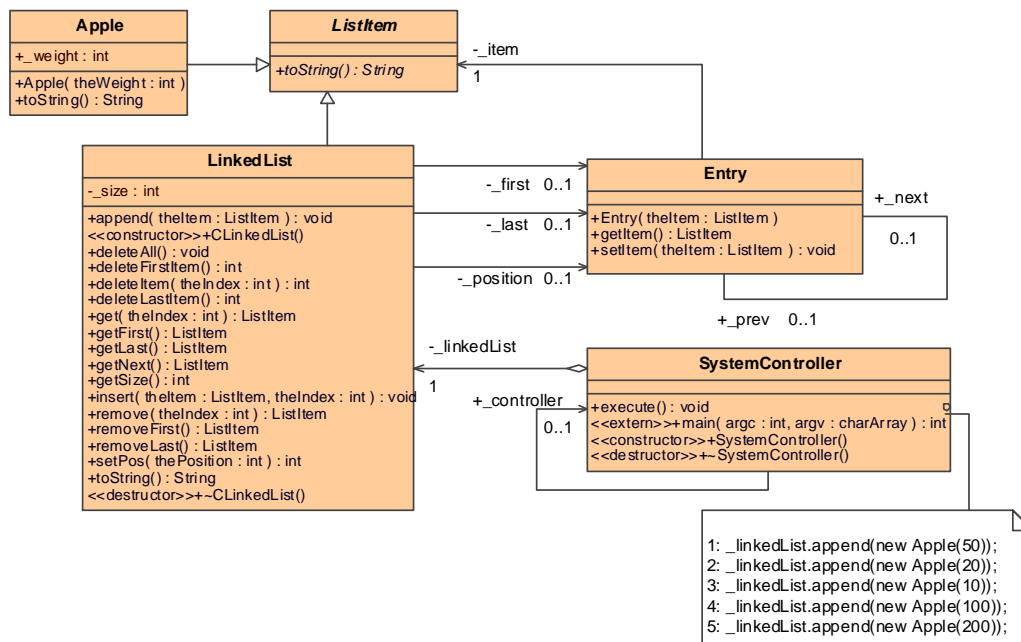 Apple
+_weight : int
+Apple( theWeight : int )
+toString() : String
ListItem
+toString() : String
-_item
1
LinkedList
-_size : int
+append( theItem : ListItem ) : void
<<constructor>>+CLinkedList()
+deleteAll() : void
+deleteFirstItem() : int
+deleteItem( theIndex : int ) : int
+deleteLastItem() : int
+get( theIndex : int ) : ListItem
+getFirst() : ListItem
+getLast() : ListItem
+getNext() : ListItem
+getSize() : int
+insert( theItem : ListItem, theIndex : int ) : void
+remove( theIndex : int ) : ListItem
+removeFirst() : ListItem
+removeLast() : ListItem
+setPos( thePosition : int ) : int
+toString() : String
<<destructor>>+~CLinkedList()
-_first 0..1
-_last 0..1
-_position 0..1
Entry
+Entry( theItem : ListItem )
+getItem() : ListItem
+setItem( theItem : ListItem ) : void
+_next
0..1
+_prev 0..1
-_linkedList
1
+_controller
0..1
SystemController
+execute() : void
<<extern>>+main( argc : int, argv : charArray ) : int
<<constructor>>+SystemController()
<<destructor>>+~SystemController()
1: _linkedList.append(new Apple(50));
2: _linkedList.append(new Apple(20));
3: _linkedList.append(new Apple(10));
4: _linkedList.append(new Apple(100));
5: _linkedList.append(new Apple(200));